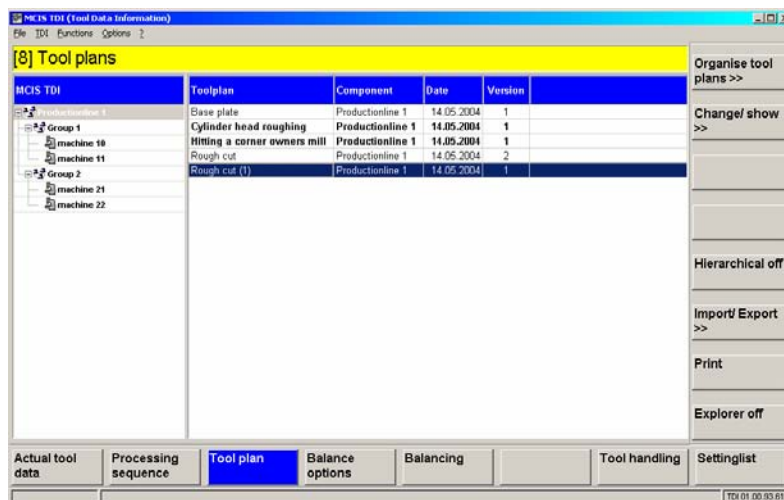 MCIS TDI (Tool Data Information)
File TDI Functions Options ?
[8] Tool plans
MCIS TDI
Productionline 1
Group 1
machine 10
machine 11
Group 2
machine 21
machine 22
Toolplan Component Date Version
Base plate Productionline 1 14.05.2004 1
Cylinder head roughing Productionline 1 14.05.2004 1
Hitting a corner owners mill Productionline 1 14.05.2004 1
Rough cut Productionline 1 14.05.2004 2
Rough cut (1) Productionline 1 14.05.2004 1
Organise tool
plans >>
Change/ show
>>
Hierarchical off
Import/ Export
>>
Print
Explorer off
Actual tool
data
Processing
sequence
Tool plan
Balance
options
Balancing
Tool handling
Settinglist